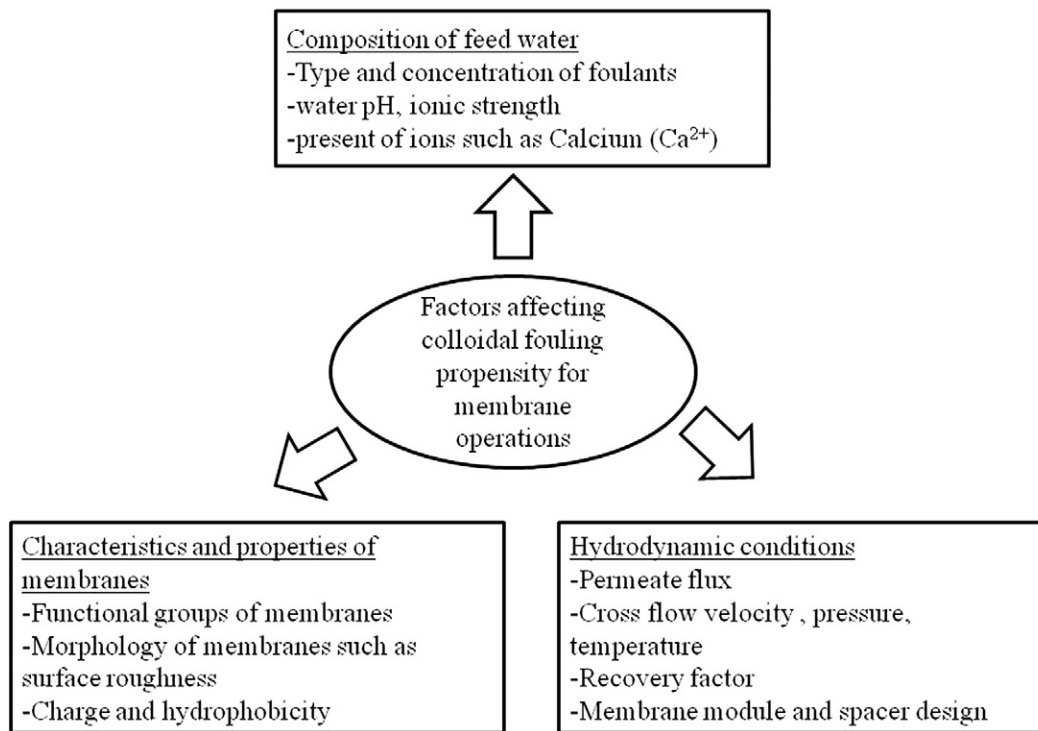 Composition of feed water
-Type and concentration of foulants
-water pH, ionic strength
-present of ions such as Calcium (Ca²⁺)
Factors affecting
colloidal fouling
propensity for
membrane
operations
Characteristics and properties of
membranes
-Functional groups of membranes
-Morphology of membranes such as
surface roughness
-Charge and hydrophobicity
Hydrodynamic conditions
-Permeate flux
-Cross flow velocity , pressure,
temperature
-Recovery factor
-Membrane module and spacer design